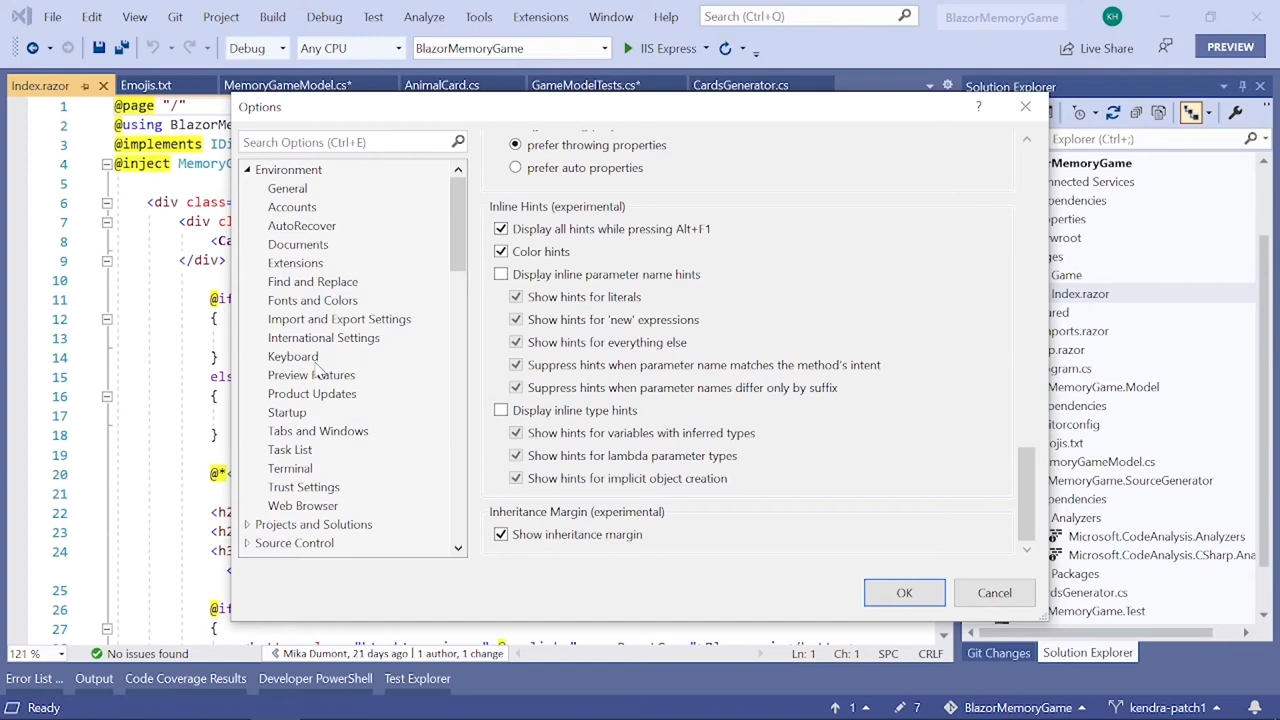 File Edit View Git Project Build Debug Test Analyze Tools Extensions Window Help Search (Ctrl+Q) BlazorMemoryGame KH
Debug Any CPU BlazorMemoryGame IIS Express Live Share PREVIEW
Index.razor Emojis.txt MemoryGameModel.cs* AnimalCard.cs GameModelTests.cs* CardsGenerator.cs
1 @page "/"
2 @using BlazorMe
3 @implements IDi
4 @inject MemoryG
5
6 <div class=
7 <div cl
8 <Ca
9 </div>
10
11 @if
12 {
13
14 }
15 els
16 {
17
18 }
19
20 @*<
21
22 <h2
23 <h2
24 <h3
<
25
26 @if
27 {
Options
Search Options (Ctrl+E)
Environment
General
Accounts
AutoRecover
Documents
Extensions
Find and Replace
Fonts and Colors
Import and Export Settings
International Settings
Keyboard
Preview Features
Product Updates
Startup
Tabs and Windows
Task List
Terminal
Trust Settings
Web Browser
Projects and Solutions
Source Control
prefer throwing properties
prefer auto properties
Inline Hints (experimental)
Display all hints while pressing Alt+F1
Color hints
Display inline parameter name hints
Show hints for literals
Show hints for 'new' expressions
Show hints for everything else
Suppress hints when parameter name matches the method's intent
Suppress hints when parameter names differ only by suffix
Display inline type hints
Show hints for variables with inferred types
Show hints for lambda parameter types
Show hints for implicit object creation
Inheritance Margin (experimental)
Show inheritance margin
OK Cancel
Solution Explorer
Explorer (Ctrl+;)
orMemoryGame
nnected Services
pendencies
operties
wroot
ges
Game
Index.razor
ared
mports.razor
p.razor
gram.cs
MemoryGame.Model
pendencies
itorconfig
ojis.txt
moryGameModel.cs
MemoryGame.SourceGenerator
pendencies
Analyzers
Microsoft.CodeAnalysis.Analyzers
Microsoft.CodeAnalysis.CSharp.Ana
Packages
rdsGenerator.cs
MemoryGame.Test
121 % No issues found Mika Dumont, 21 days ago | 1 author, 1 change Ln: 1 Ch: 1 SPC CRLF
Git Changes Solution Explorer
Error List ... Output Code Coverage Results Developer PowerShell Test Explorer
Ready 1 7 BlazorMemoryGame kendra-patch1